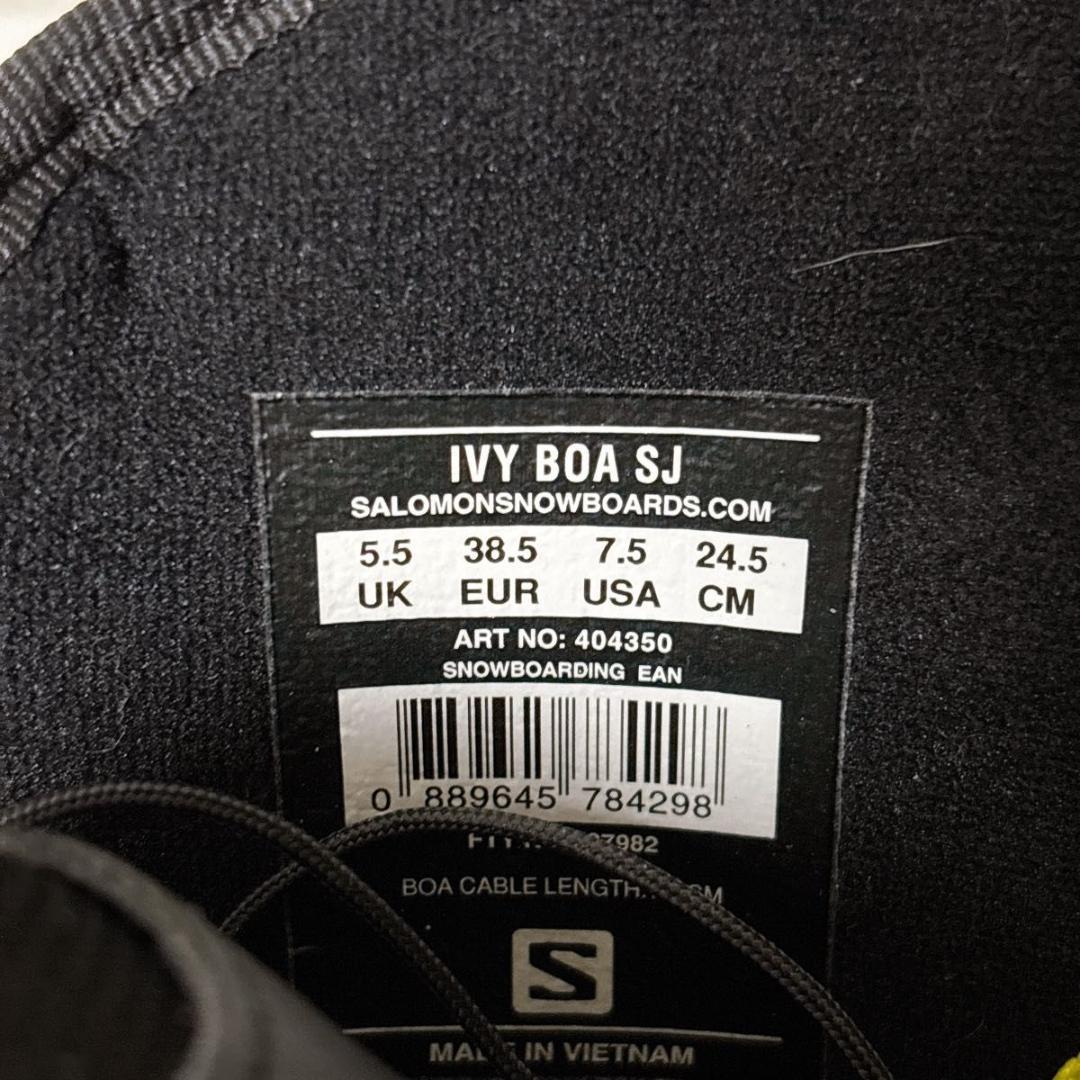 IVY BOA SJ
SALOMONSNOWBOARDS.COM
5.5 38.5 7.5 24.5
UK EUR USA CM
ART NO: 404350
SNOWBOARDING EAN
0 889645 784298
BOA CABLE LENGTH:
S
MADE IN VIETNAM